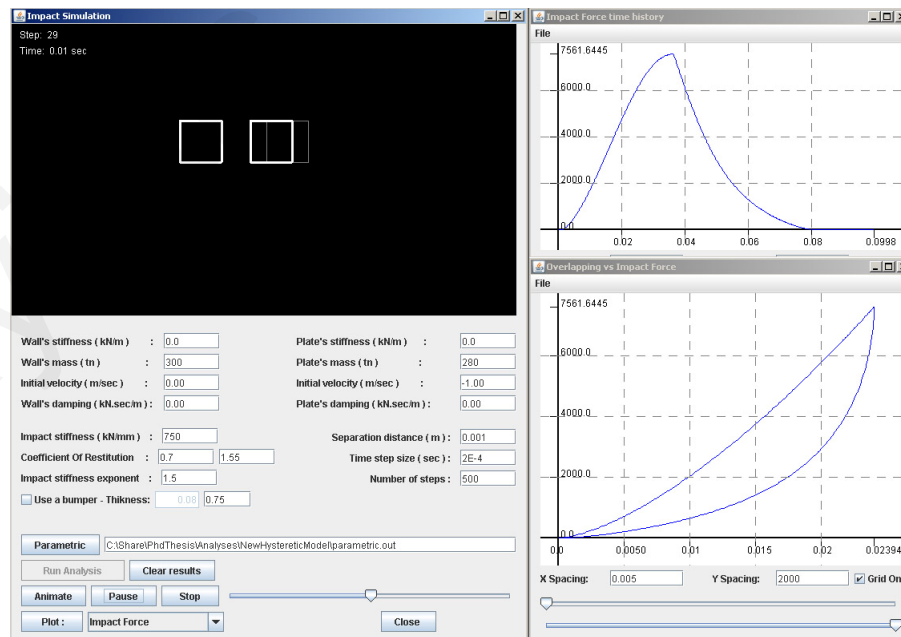 Impact Simulation
Step: 29
Time: 0.01 sec
Wall's stiffness ( kN/m ) : 0.0 Plate's stiffness ( kN/m ) : 0.0
Wall's mass ( tn ) : 300 Plate's mass ( tn ) : 280
Initial velocity ( m/sec ) : 0.00 Initial velocity ( m/sec ) : -1.00
Wall's damping ( kN.sec/m ) : 0.00 Plate's damping ( kN.sec/m ) : 0.00
Impact stiffness ( kN/mm ) : 750 Separation distance ( m ) : 0.001
Coefficient Of Restitution : 0.7 1.55 Time step size ( sec ) : 2E-4
Impact stiffness exponent : 1.5 Number of steps : 500
Use a bumper - Thikness: 0.08 0.75
Parametric C:\Share\PhdThesis\Analyses\NewHystereticModel\parametric.out
Run Analysis Clear results
Animate Pause Stop
Plot : Impact Force Close
Impact Force time history
File
7561.6445
6000.0
4000.0
2000.0
0.0
0.02 0.04 0.06 0.08 0.0998
Overlapping vs Impact Force
File
7561.6445
6000.0
4000.0
2000.0
0.0
0.0 0.0050 0.01 0.015 0.02 0.02394
X Spacing: 0.005 Y Spacing: 2000 Grid On